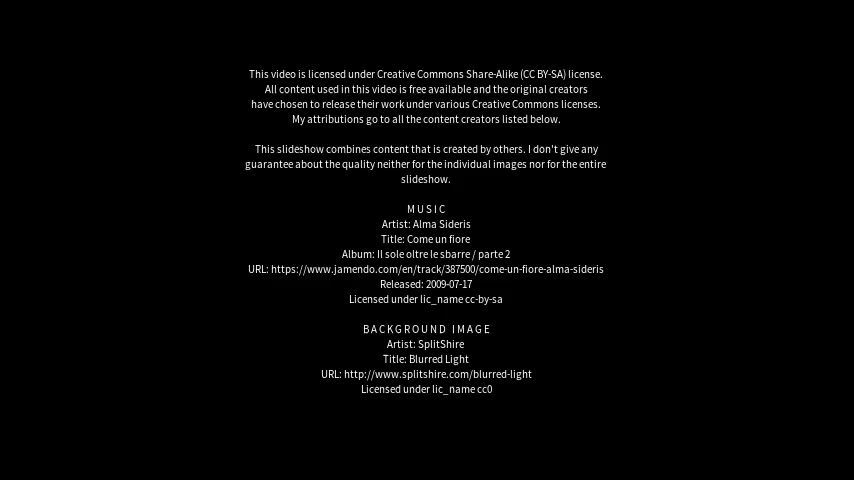 This video is licensed under Creative Commons Share-Alike (CC BY-SA) license.
All content used in this video is free available and the original creators
have chosen to release their work under various Creative Commons licenses.
My attributions go to all the content creators listed below.
This slideshow combines content that is created by others. I don't give any
guarantee about the quality neither for the individual images nor for the entire
slideshow.
MUSIC
Artist: Alma Sideris
Title: Come un fiore
Album: Il sole oltre le sbarre / parte 2
URL: https://www.jamendo.com/en/track/387500/come-un-fiore-alma-sideris
Released: 2009-07-17
Licensed under lic_name cc-by-sa
BACKGROUND IMAGE
Artist: SplitShire
Title: Blurred Light
URL: http://www.splitshire.com/blurred-light
Licensed under lic_name cc0